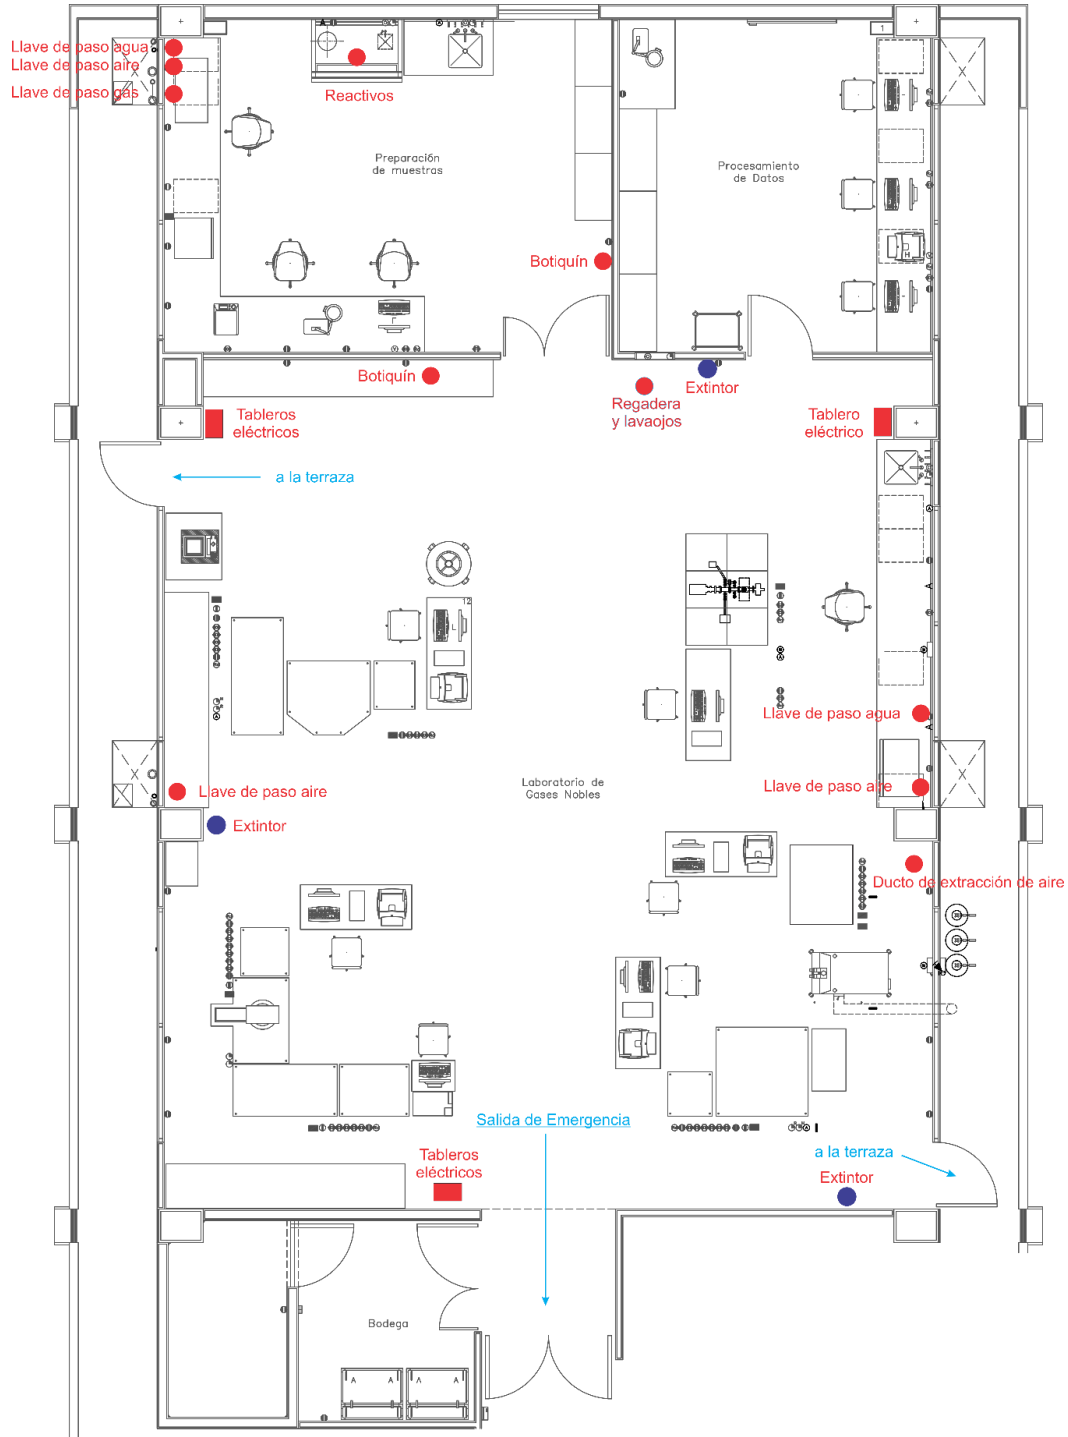 Llave de paso agua
Llave de paso aire
Llave de paso gas
Reactivos
1
Preparación
de muestras
Procesamiento
de Datos
Botiquín
Botiquín
Extintor
Regadera
y lavaojos
Tableros
eléctricos
Tablero
eléctrico
a la terraza
12
Llave de paso agua
Laboratorio de
Gases Nobles
Llave de paso aire
Llave de paso aire
Extintor
Ducto de extracción de aire
Salida de Emergencia
a la terraza
Tableros
eléctricos
Extintor
Bodega
A A A A